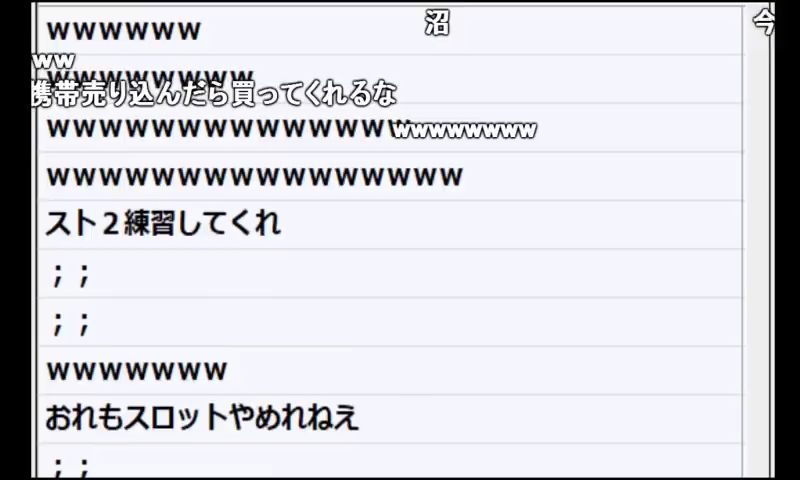 wwwwww
沼
今
ww
wwwwwwww
携帯売り込んだら買ってくれるな
wwwwwwwwwwwwww
wwwwwwww
wwwwwwwwwwwwwwww
スト２練習してくれ
；；
；；
wwwwwww
おれもスロットやめれねえ
；；